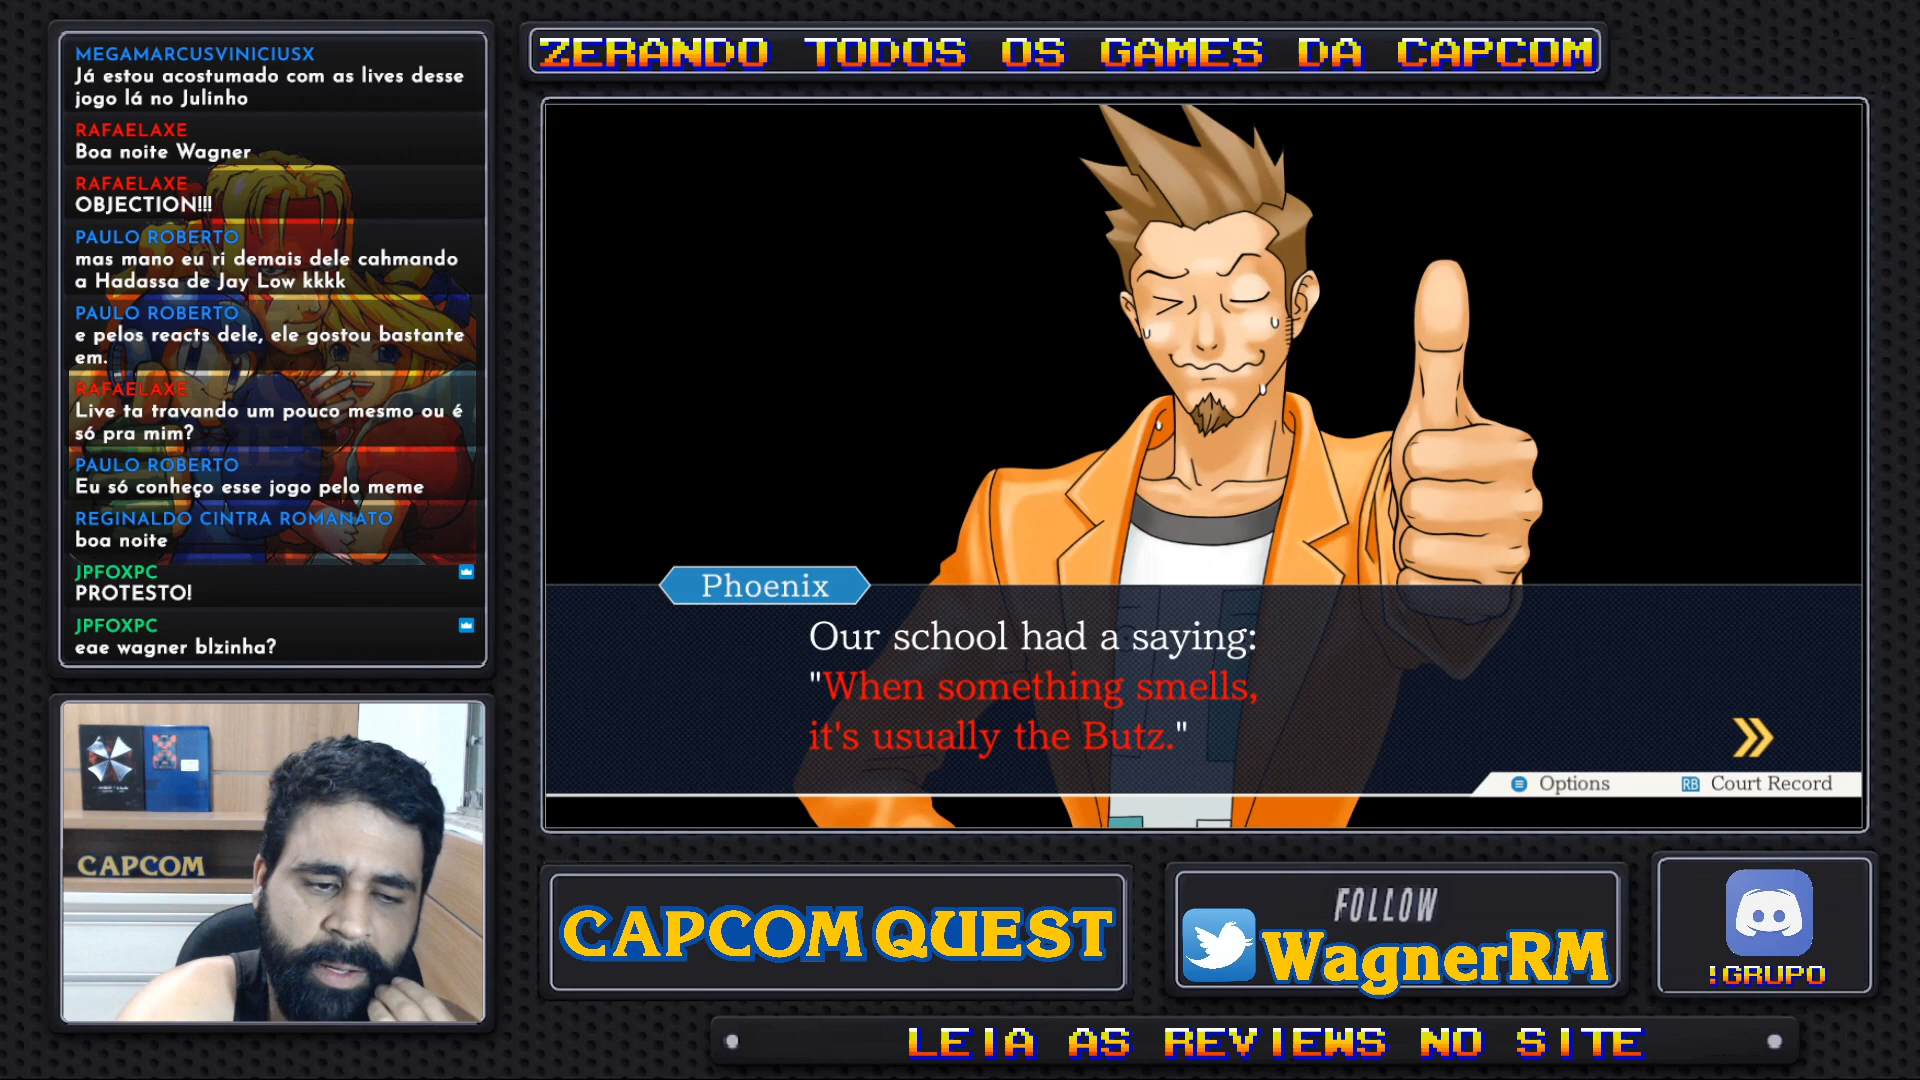 MEGAMARCUSVINICIUSX
Já estou acostumado com as lives desse
jogo lá no Julinho
RAFAELAXE
Boa noite Wagner
RAFAELAXE
OBJECTION!!!
PAULO ROBERTO
mas mano eu ri demais dele cahmando
a Hadassa de Jay Low kkkk
PAULO ROBERTO
e pelos reacts dele, ele gostou bastante
em.
RAFAELAXE
Live ta travando um pouco mesmo ou é
só pra mim?
PAULO ROBERTO
Eu só conheço esse jogo pelo meme
REGINALDO CINTRA ROMANATO
boa noite
JPFOXPC
PROTESTO!
JPFOXPC
eae wagner blzinha?
CAPCOM
ZERANDO TODOS OS GAMES DA CAPCOM
Phoenix
Our school had a saying:
"When something smells,
it's usually the Butz."
Options
RB Court Record
CAPCOM QUEST
FOLLOW
WagnerRM
!GRUPO
LEIA AS REVIEWS NO SITE